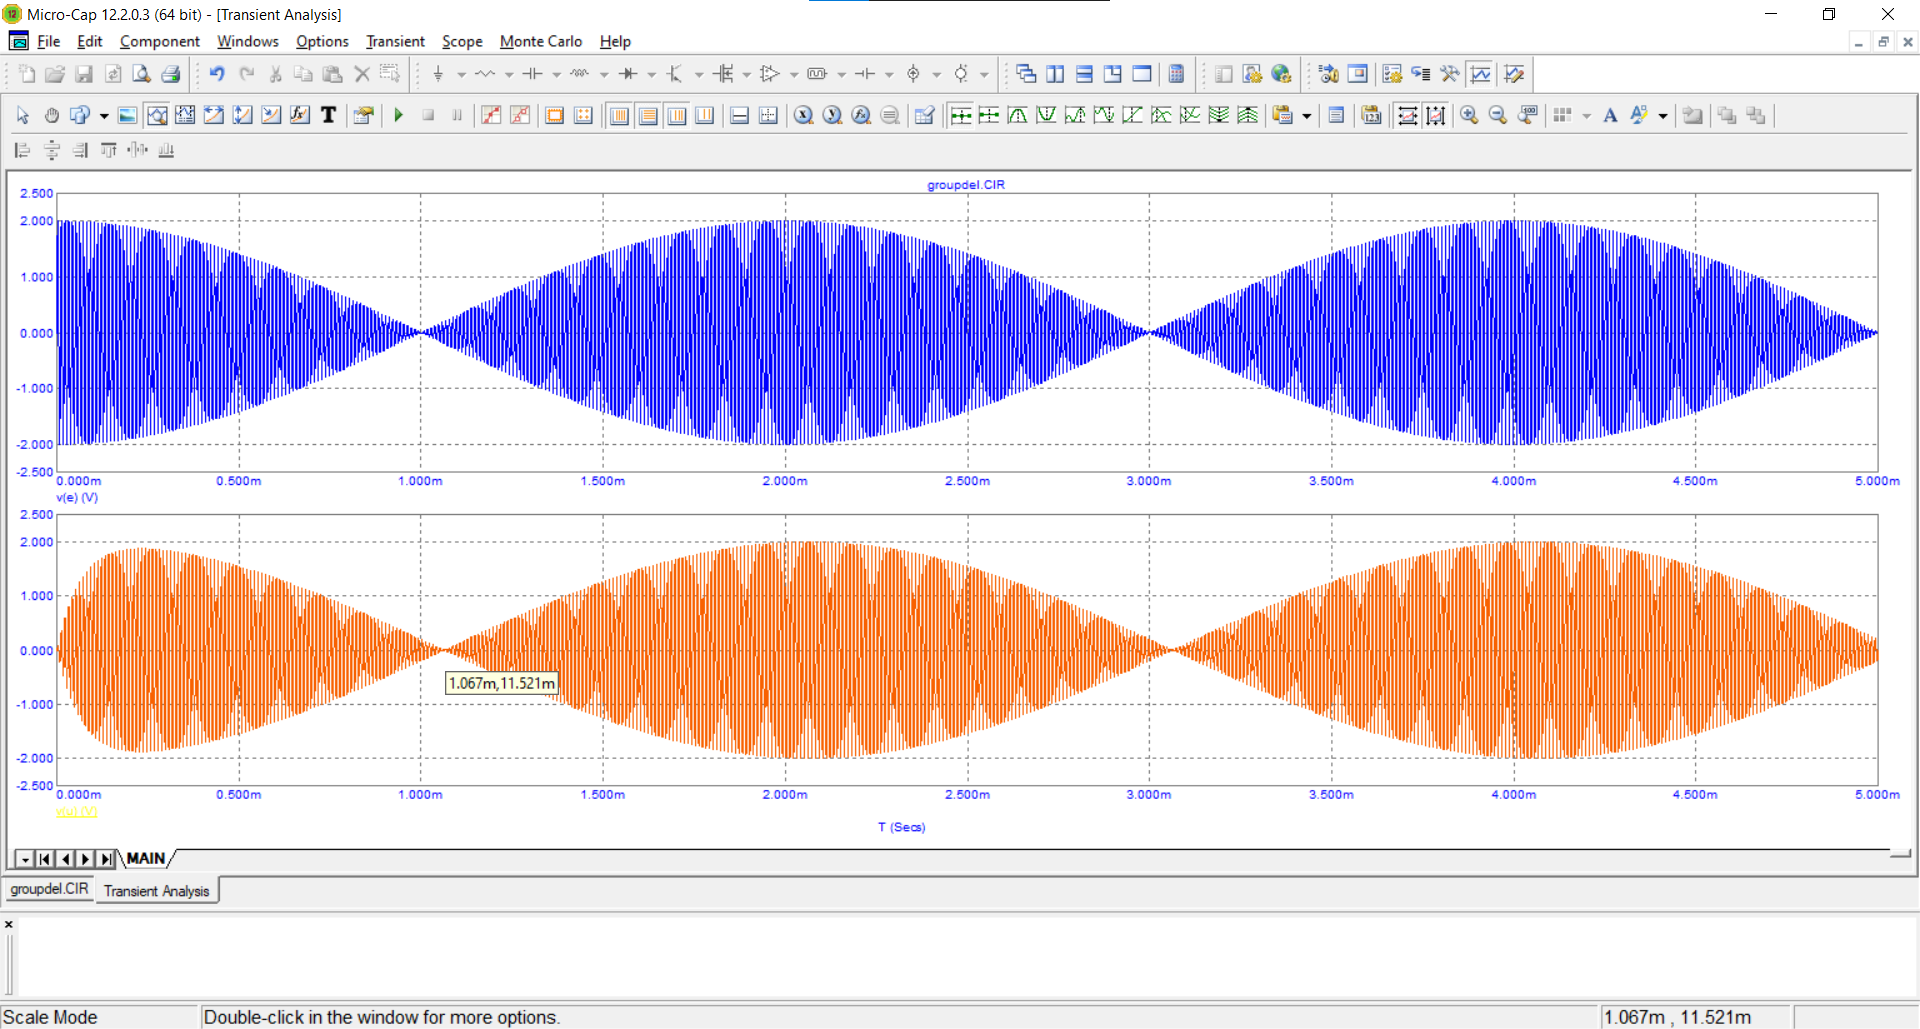 Micro-Cap 12.2.0.3 (64 bit) - [Transient Analysis]
File Edit Component Windows Options Transient Scope Monte Carlo Help
groupdel.CIR
2.500
2.000
1.000
0.000
-1.000
-2.000
-2.500
0.000m 0.500m 1.000m 1.500m 2.000m 2.500m 3.000m 3.500m 4.000m 4.500m 5.000m
v(e) (V)
2.500
2.000
1.000
0.000
1.067m,11.521m
-1.000
-2.000
-2.500
0.000m 0.500m 1.000m 1.500m 2.000m 2.500m 3.000m 3.500m 4.000m 4.500m 5.000m
T (Secs)
MAIN
groupdel.CIR Transient Analysis
Scale Mode Double-click in the window for more options. 1.067m , 11.521m